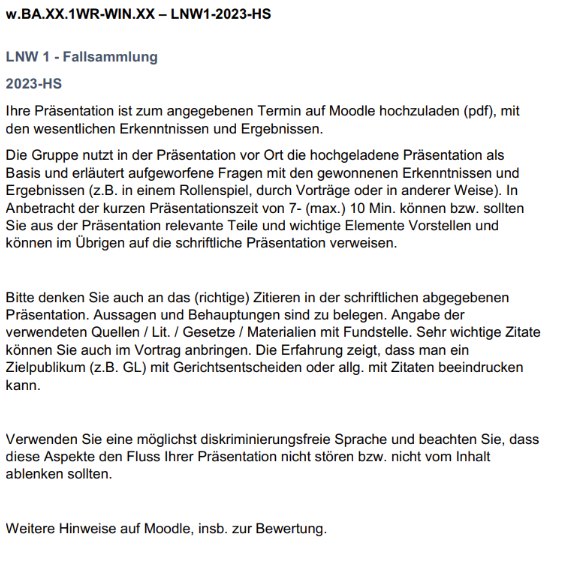 w.BA.XX.1WR-WIN.XX – LNW1-2023-HS
LNW 1 - Fallsammlung
2023-HS
Ihre Präsentation ist zum angegebenen Termin auf Moodle hochzuladen (pdf), mit
den wesentlichen Erkenntnissen und Ergebnissen.
Die Gruppe nutzt in der Präsentation vor Ort die hochgeladene Präsentation als
Basis und erläutert aufgeworfene Fragen mit den gewonnenen Erkenntnissen und
Ergebnissen (z.B. in einem Rollenspiel, durch Vorträge oder in anderer Weise). In
Anbetracht der kurzen Präsentationszeit von 7- (max.) 10 Min. können bzw. sollten
Sie aus der Präsentation relevante Teile und wichtige Elemente Vorstellen und
können im Übrigen auf die schriftliche Präsentation verweisen.
Bitte denken Sie auch an das (richtige) Zitieren in der schriftlichen abgegebenen
Präsentation. Aussagen und Behauptungen sind zu belegen. Angabe der
verwendeten Quellen / Lit. / Gesetze / Materialien mit Fundstelle. Sehr wichtige Zitate
können Sie auch im Vortrag anbringen. Die Erfahrung zeigt, dass man ein
Zielpublikum (z.B. GL) mit Gerichtsentscheiden oder allg. mit Zitaten beeindrucken
kann.
Verwenden Sie eine möglichst diskriminierungsfreie Sprache und beachten Sie, dass
diese Aspekte den Fluss Ihrer Präsentation nicht stören bzw. nicht vom Inhalt
ablenken sollten.
Weitere Hinweise auf Moodle, insb. zur Bewertung.